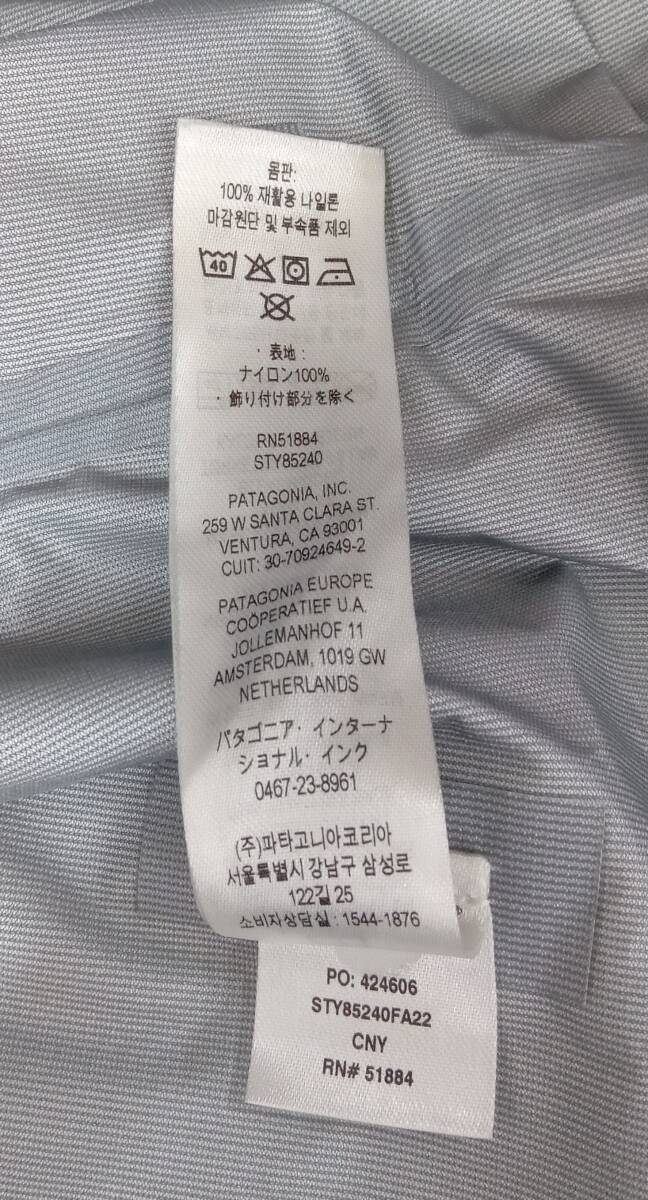 몸판:
100% 재활용 나일론
마감원단 및 부속품 제외
40
・表地：
ナイロン100%
・飾り付け部分を除く
RN51884
STY85240
PATAGONIA, INC.
259 W SANTA CLARA ST.
VENTURA, CA 93001
CUIT: 30-70924649-2
PATAGONIA EUROPE
COÖPERATIEF U.A.
JOLLEMANHOF 11
AMSTERDAM, 1019 GW
NETHERLANDS
パタゴニア・インターナ
ショナル・インク
0467-23-8961
(주)파타고니아코리아
서울특별시 강남구 삼성로
122길 25
소비자상담실 : 1544-1876
PO: 424606
STY85240FA22
CNY
RN# 51884